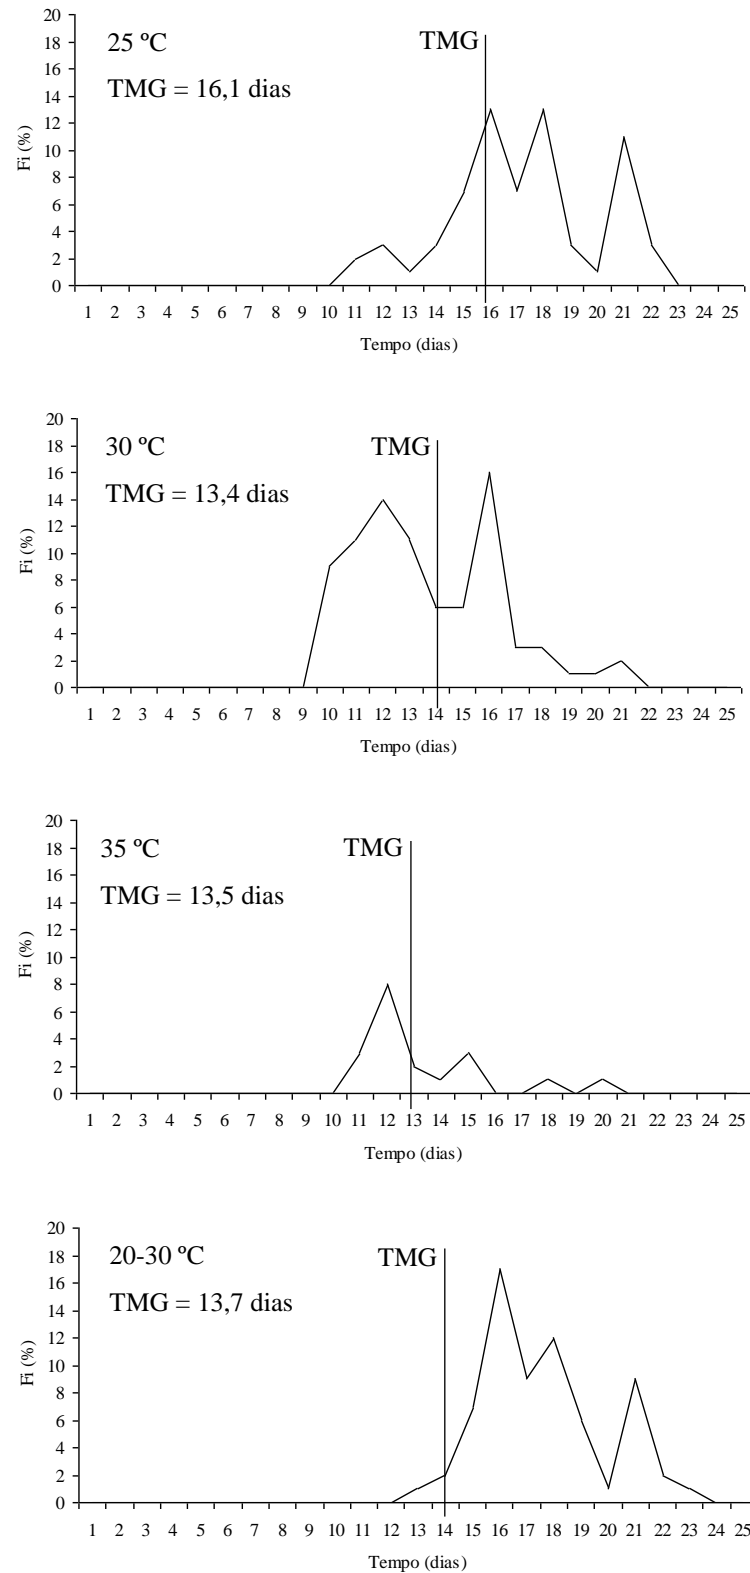 20
18
16
14
12
10
8
6
4
2
0
Fi (%)
25 ºC
TMG = 16,1 dias
TMG
1 2 3 4 5 6 7 8 9 10 11 12 13 14 15 16 17 18 19 20 21 22 23 24 25
Tempo (dias)
20
18
16
14
12
10
8
6
4
2
0
Fi (%)
30 ºC
TMG = 13,4 dias
TMG
1 2 3 4 5 6 7 8 9 10 11 12 13 14 15 16 17 18 19 20 21 22 23 24 25
Tempo (dias)
20
18
16
14
12
10
8
6
4
2
0
Fi (%)
35 ºC
TMG = 13,5 dias
TMG
1 2 3 4 5 6 7 8 9 10 11 12 13 14 15 16 17 18 19 20 21 22 23 24 25
Tempo (dias)
20
18
16
14
12
10
8
6
4
2
0
Fi (%)
20-30 ºC
TMG = 13,7 dias
TMG
1 2 3 4 5 6 7 8 9 10 11 12 13 14 15 16 17 18 19 20 21 22 23 24 25
Tempo (dias)